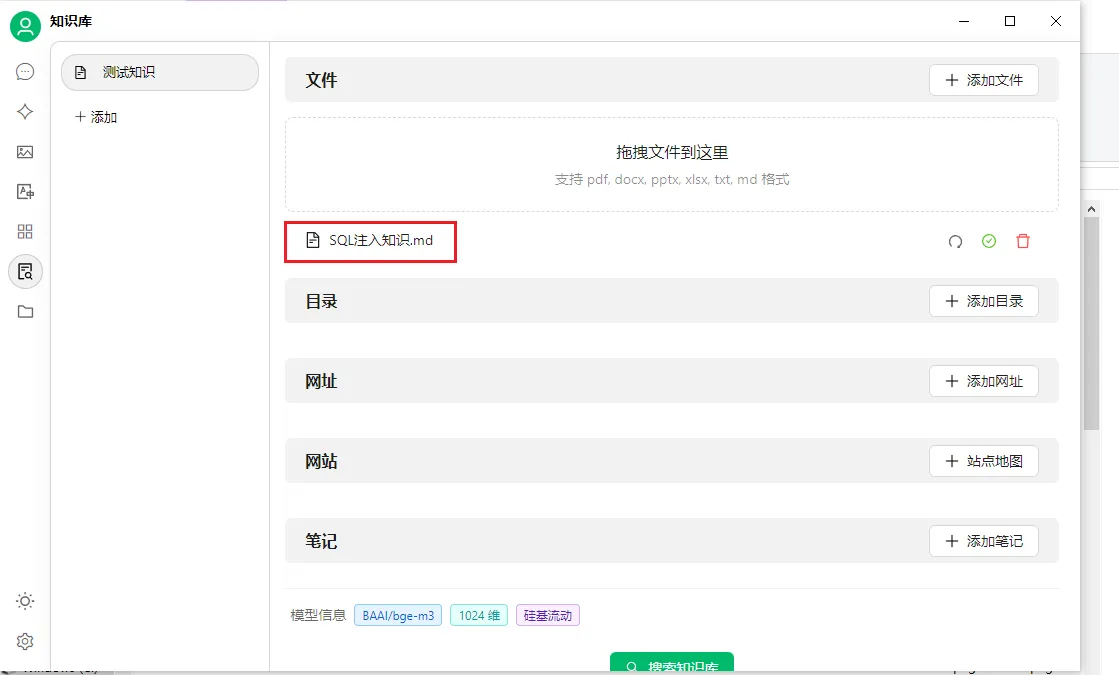 知识库
测试知识
添加
文件
添加文件
拖拽文件到这里
支持 pdf, docx, pptx, xlsx, txt, md 格式
SQL注入知识.md
目录
添加目录
网址
添加网址
网站
站点地图
笔记
添加笔记
模型信息 BAAI/bge-m3 1024 维 硅基流动
搜索知识库